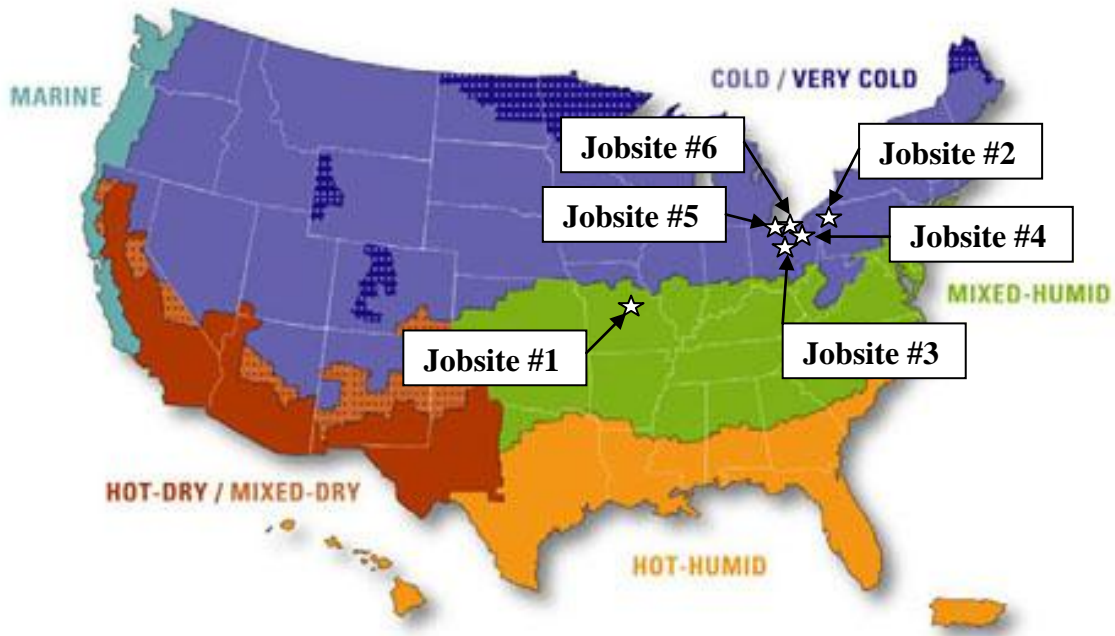 COLD / VERY COLD
MARINE
Jobsite #6
Jobsite #2
Jobsite #5
Jobsite #4
MIXED-HUMID
Jobsite #1
Jobsite #3
HOT-DRY / MIXED-DRY
HOT-HUMID